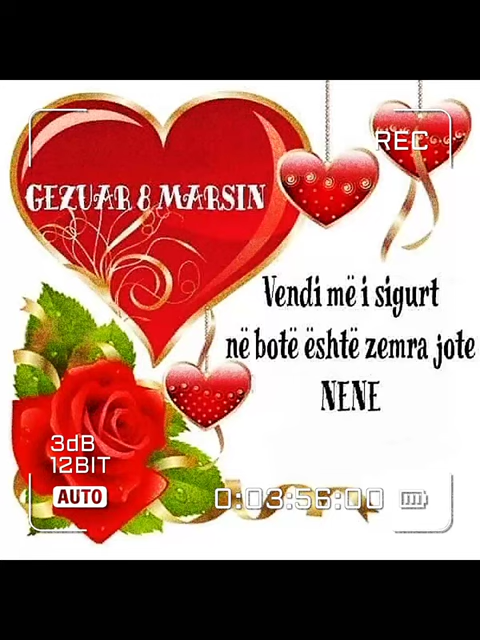 REC
GEZUAR 8 MARSIN
Vendi më i sigurt
në botë është zemra jote
NENE
3dB
12BIT
AUTO
0:03:56:00